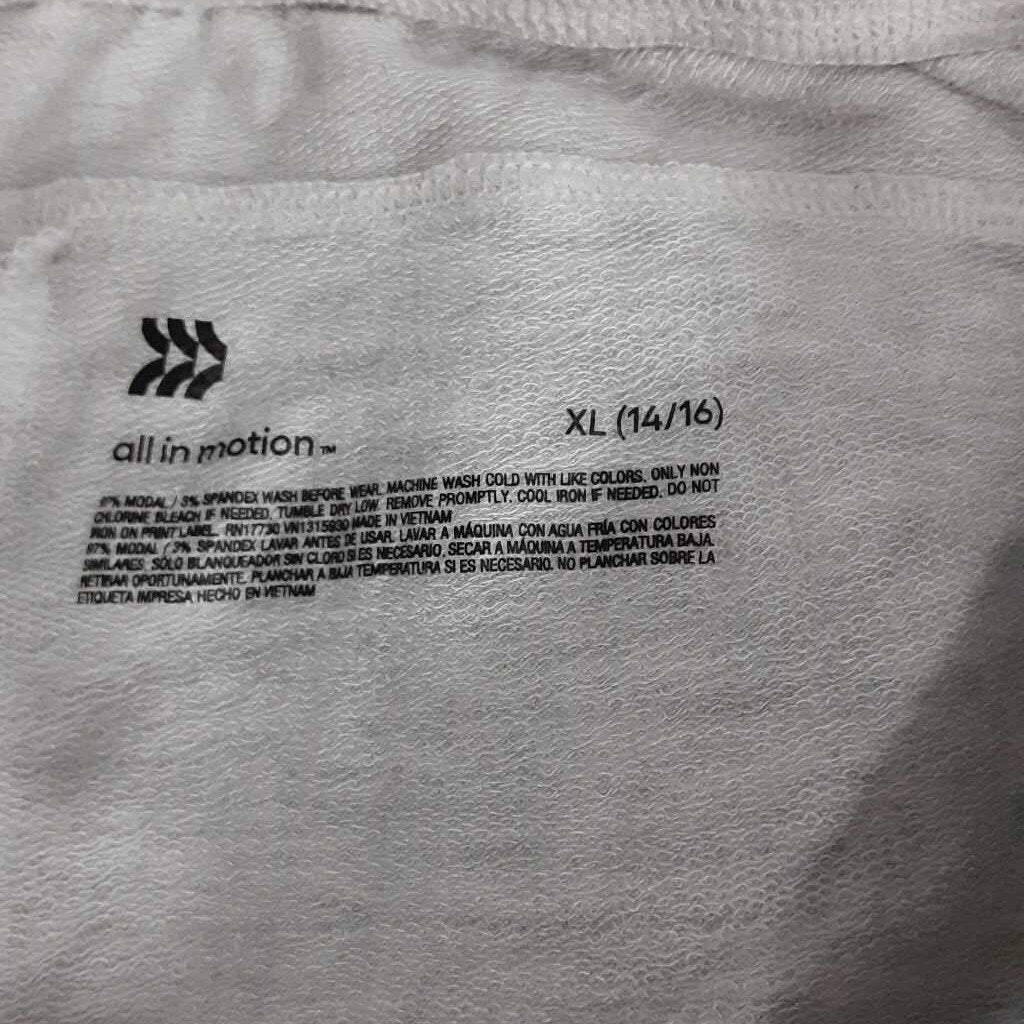 all in motion™
XL (14/16)
97% MODAL / 3% SPANDEX WASH BEFORE WEAR. MACHINE WASH COLD WITH LIKE COLORS. ONLY NON
CHLORINE BLEACH IF NEEDED. TUMBLE DRY LOW. REMOVE PROMPTLY. COOL IRON IF NEEDED. DO NOT
IRON ON PRINT LABEL. RN17730 VN1315930 MADE IN VIETNAM
97% MODAL / 3% SPANDEX LAVAR ANTES DE USAR. LAVAR A MÁQUINA CON AGUA FRÍA CON COLORES
SIMILARES. SÓLO BLANQUEADOR SIN CLORO SI ES NECESARIO. SECAR A MÁQUINA A TEMPERATURA BAJA.
RETIRAR OPORTUNAMENTE. PLANCHAR A BAJA TEMPERATURA SI ES NECESARIO. NO PLANCHAR SOBRE LA
ETIQUETA IMPRESA. HECHO EN VIETNAM